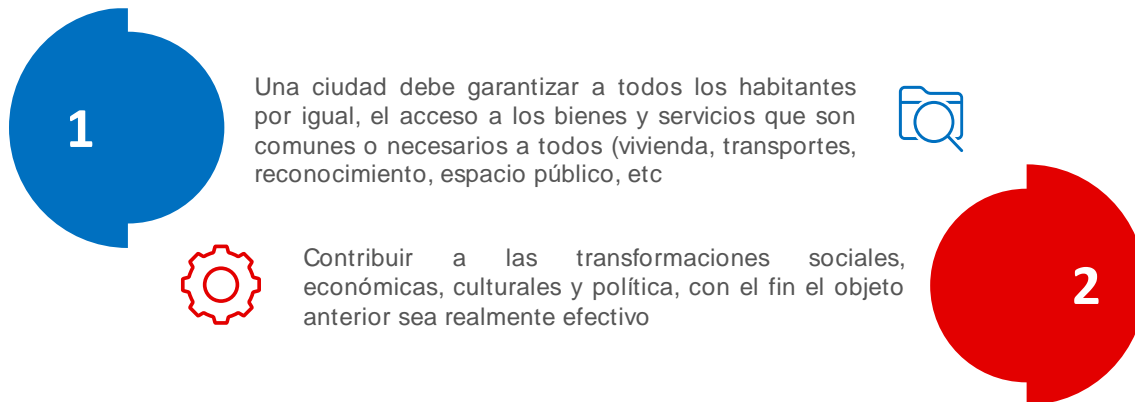 1
Una ciudad debe garantizar a todos los habitantes
por igual, el acceso a los bienes y servicios que son
comunes o necesarios a todos (vivienda, transportes,
reconocimiento, espacio público, etc
Contribuir a las transformaciones sociales,
económicas, culturales y política, con el fin el objeto
anterior sea realmente efectivo
2